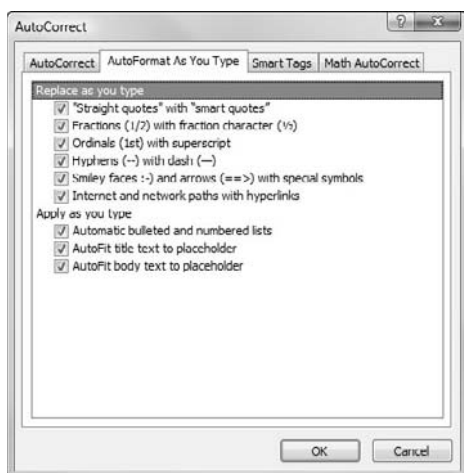 AutoCorrect
AutoCorrect AutoFormat As You Type Smart Tags Math AutoCorrect
Replace as you type
"Straight quotes" with “smart quotes”
Fractions (1/2) with fraction character (½)
Ordinals (1st) with superscript
Hyphens (--) with dash (—)
Smiley faces :-) and arrows (==>) with special symbols
Internet and network paths with hyperlinks
Apply as you type
Automatic bulleted and numbered lists
AutoFit title text to placeholder
AutoFit body text to placeholder
OK Cancel